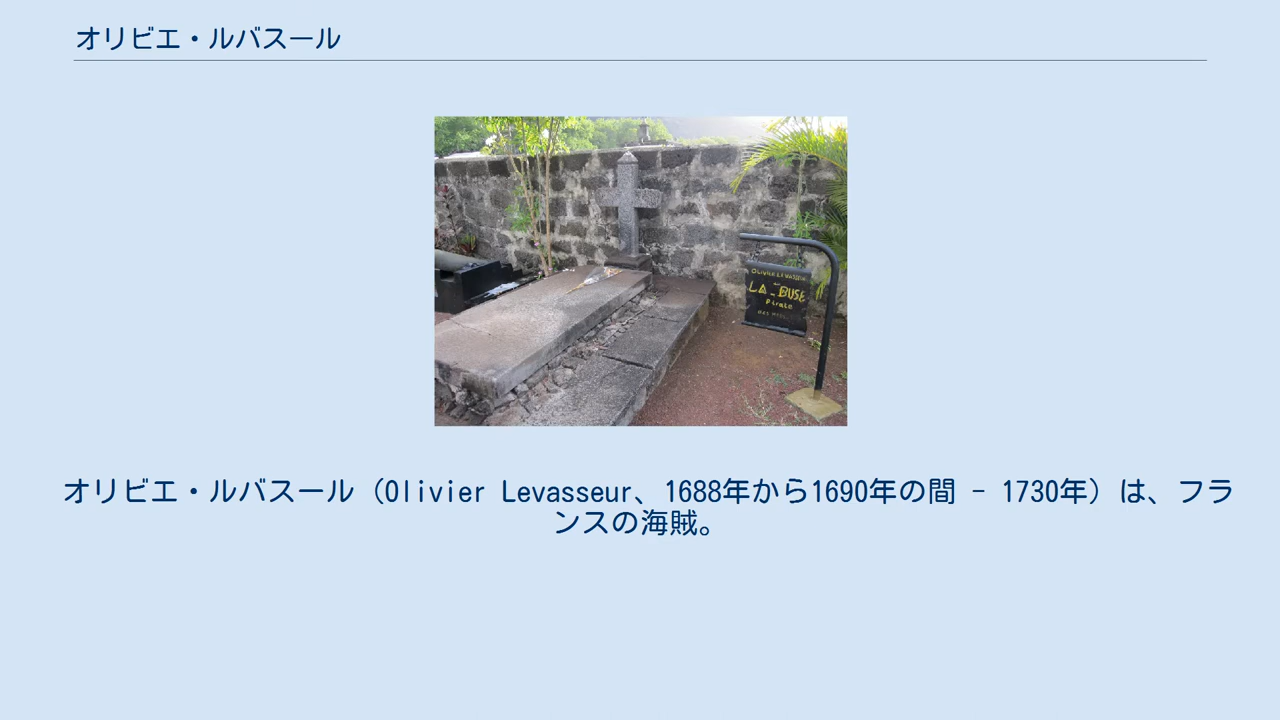 オリビエ・ルバスール
OLIVIER LEVASSEUR
LA-BUSE
Pirate
オリビエ・ルバスール（Olivier Levasseur、1688年から1690年の間 - 1730年）は、フラ
ンスの海賊。